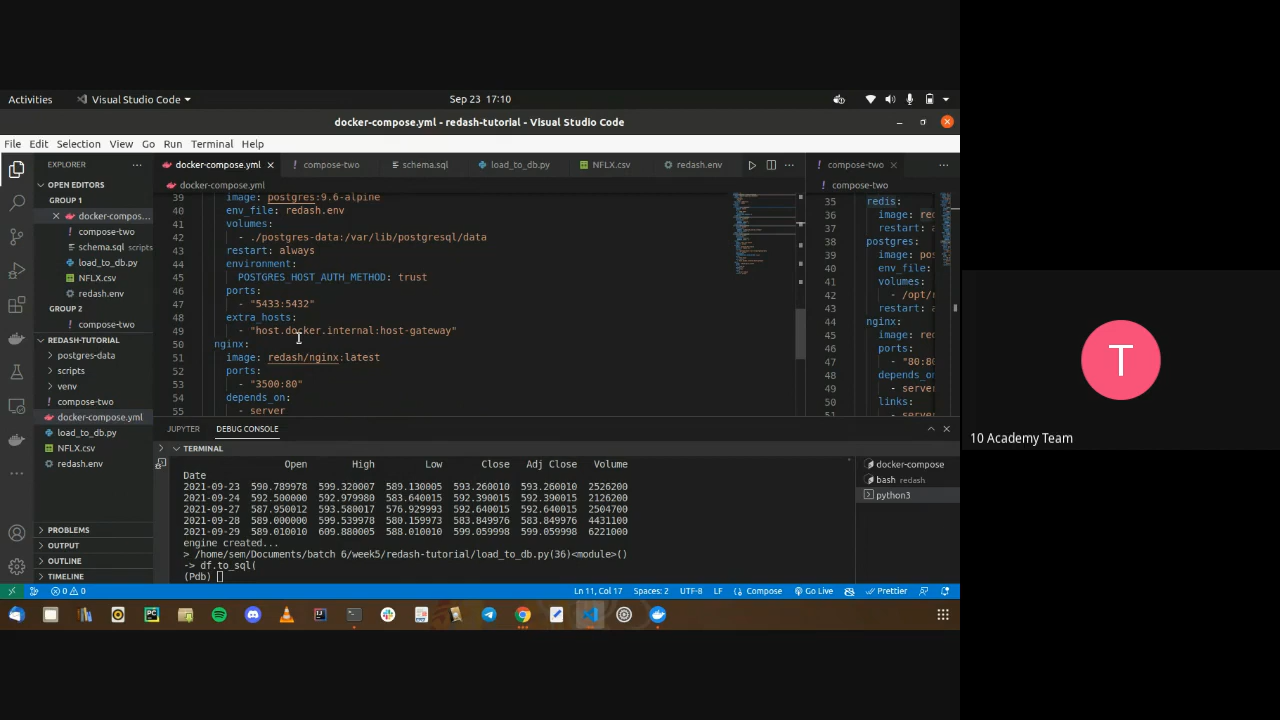 Activities
Visual Studio Code
Sep 23 17:10
docker-compose.yml - redash-tutorial - Visual Studio Code
File Edit Selection View Go Run Terminal Help
EXPLORER
OPEN EDITORS
GROUP 1
docker-compos...
compose-two
schema.sql scripts
load_to_db.py
NFLX.csv
redash.env
GROUP 2
compose-two
REDASH-TUTORIAL
postgres-data
scripts
venv
compose-two
docker-compose.yml
load_to_db.py
NFLX.csv
redash.env
PROBLEMS
OUTPUT
OUTLINE
TIMELINE
docker-compose.yml compose-two schema.sql load_to_db.py NFLX.csv redash.env
docker-compose.yml
39 image: postgres:9.6-alpine
40 env_file: redash.env
41 volumes:
42 - ./postgres-data:/var/lib/postgresql/data
43 restart: always
44 environment:
45 POSTGRES_HOST_AUTH_METHOD: trust
46 ports:
47 - "5433:5432"
48 extra_hosts:
49 - "host.docker.internal:host-gateway"
50 nginx:
51 image: redash/nginx:latest
52 ports:
53 - "3500:80"
54 depends_on:
55 - server
compose-two
compose-two
35 redis:
36 image: red
37 restart: a
38 postgres:
39 image: pos
40 env_file:
41 volumes:
42 - /opt/r
43 restart: a
44 nginx:
45 image: red
46 ports:
47 - "80:80
48 depends_on
49 - serve
50 links:
51 - serve
JUPYTER DEBUG CONSOLE
TERMINAL
Open High Low Close Adj Close Volume
Date
2021-09-23 590.789978 599.320007 589.130005 593.260010 593.260010 2526200
2021-09-24 592.500000 592.979980 583.640015 592.390015 592.390015 2126200
2021-09-27 587.950012 593.580017 576.929993 592.640015 592.640015 2504700
2021-09-28 589.000000 599.539978 580.159973 583.849976 583.849976 4431100
2021-09-29 589.010010 609.880005 588.010010 599.059998 599.059998 6221000
engine created...
> /home/sem/Documents/batch 6/week5/redash-tutorial/load_to_db.py(36)<module>()
-> df.to_sql(
(Pdb)
docker-compose
bash redash
python3
0 0
Ln 11, Col 17 Spaces: 2 UTF-8 LF Compose Go Live Prettier
T
10 Academy Team